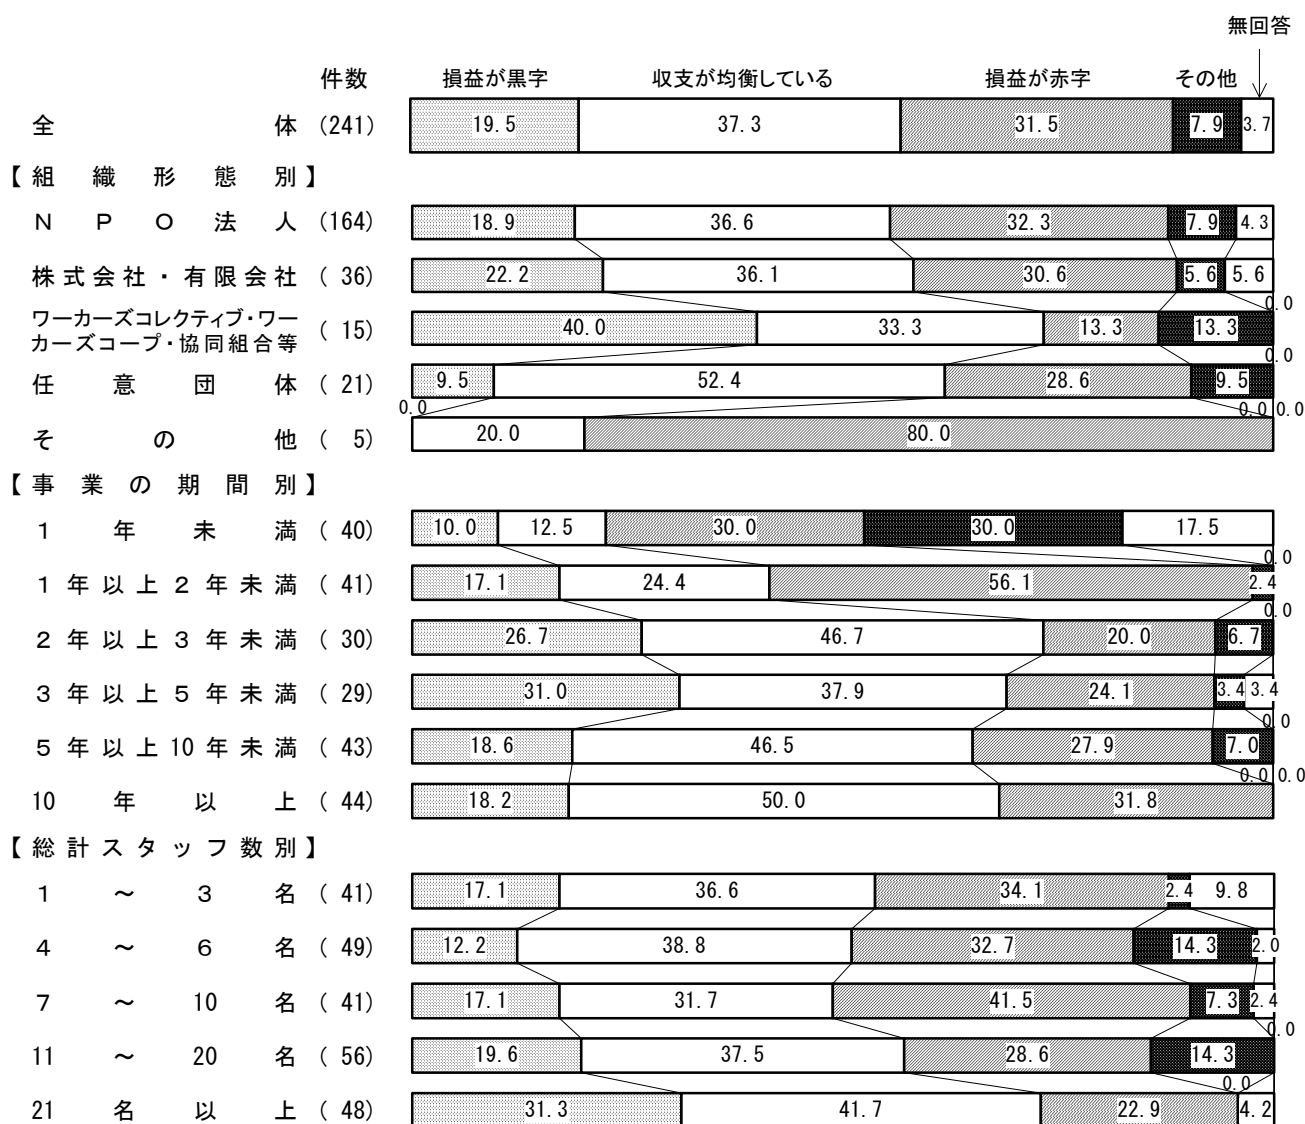 無回答
件数 損益が黒字 収支が均衡している 損益が赤字 その他
全体 (241) 19.5 37.3 31.5 7.9 3.7
【組織形態別】
NPO法人 (164) 18.9 36.6 32.3 7.9 4.3
株式会社・有限会社 ( 36) 22.2 36.1 30.6 5.6 5.6
0.0
ワーカーズコレクティブ・ワー
カーズコープ・協同組合等 ( 15) 40.0 33.3 13.3 13.3
0.0
任意団体 ( 21) 9.5 52.4 28.6 9.5
0.0 0.0 0.0
その他 ( 5) 20.0 80.0
【事業の期間別】
1年未満 ( 40) 10.0 12.5 30.0 30.0 17.5
0.0
1年以上2年未満 ( 41) 17.1 24.4 56.1 2.4
0.0
2年以上3年未満 ( 30) 26.7 46.7 20.0 6.7
3年以上5年未満 ( 29) 31.0 37.9 24.1 3.4 3.4
0.0
5年以上10年未満 ( 43) 18.6 46.5 27.9 7.0
0.0 0.0
10年以上 ( 44) 18.2 50.0 31.8
【総計スタッフ数別】
1～3名 ( 41) 17.1 36.6 34.1 2.4 9.8
4～6名 ( 49) 12.2 38.8 32.7 14.3 2.0
7～10名 ( 41) 17.1 31.7 41.5 7.3 2.4
0.0
11～20名 ( 56) 19.6 37.5 28.6 14.3
0.0
21名以上 ( 48) 31.3 41.7 22.9 4.2